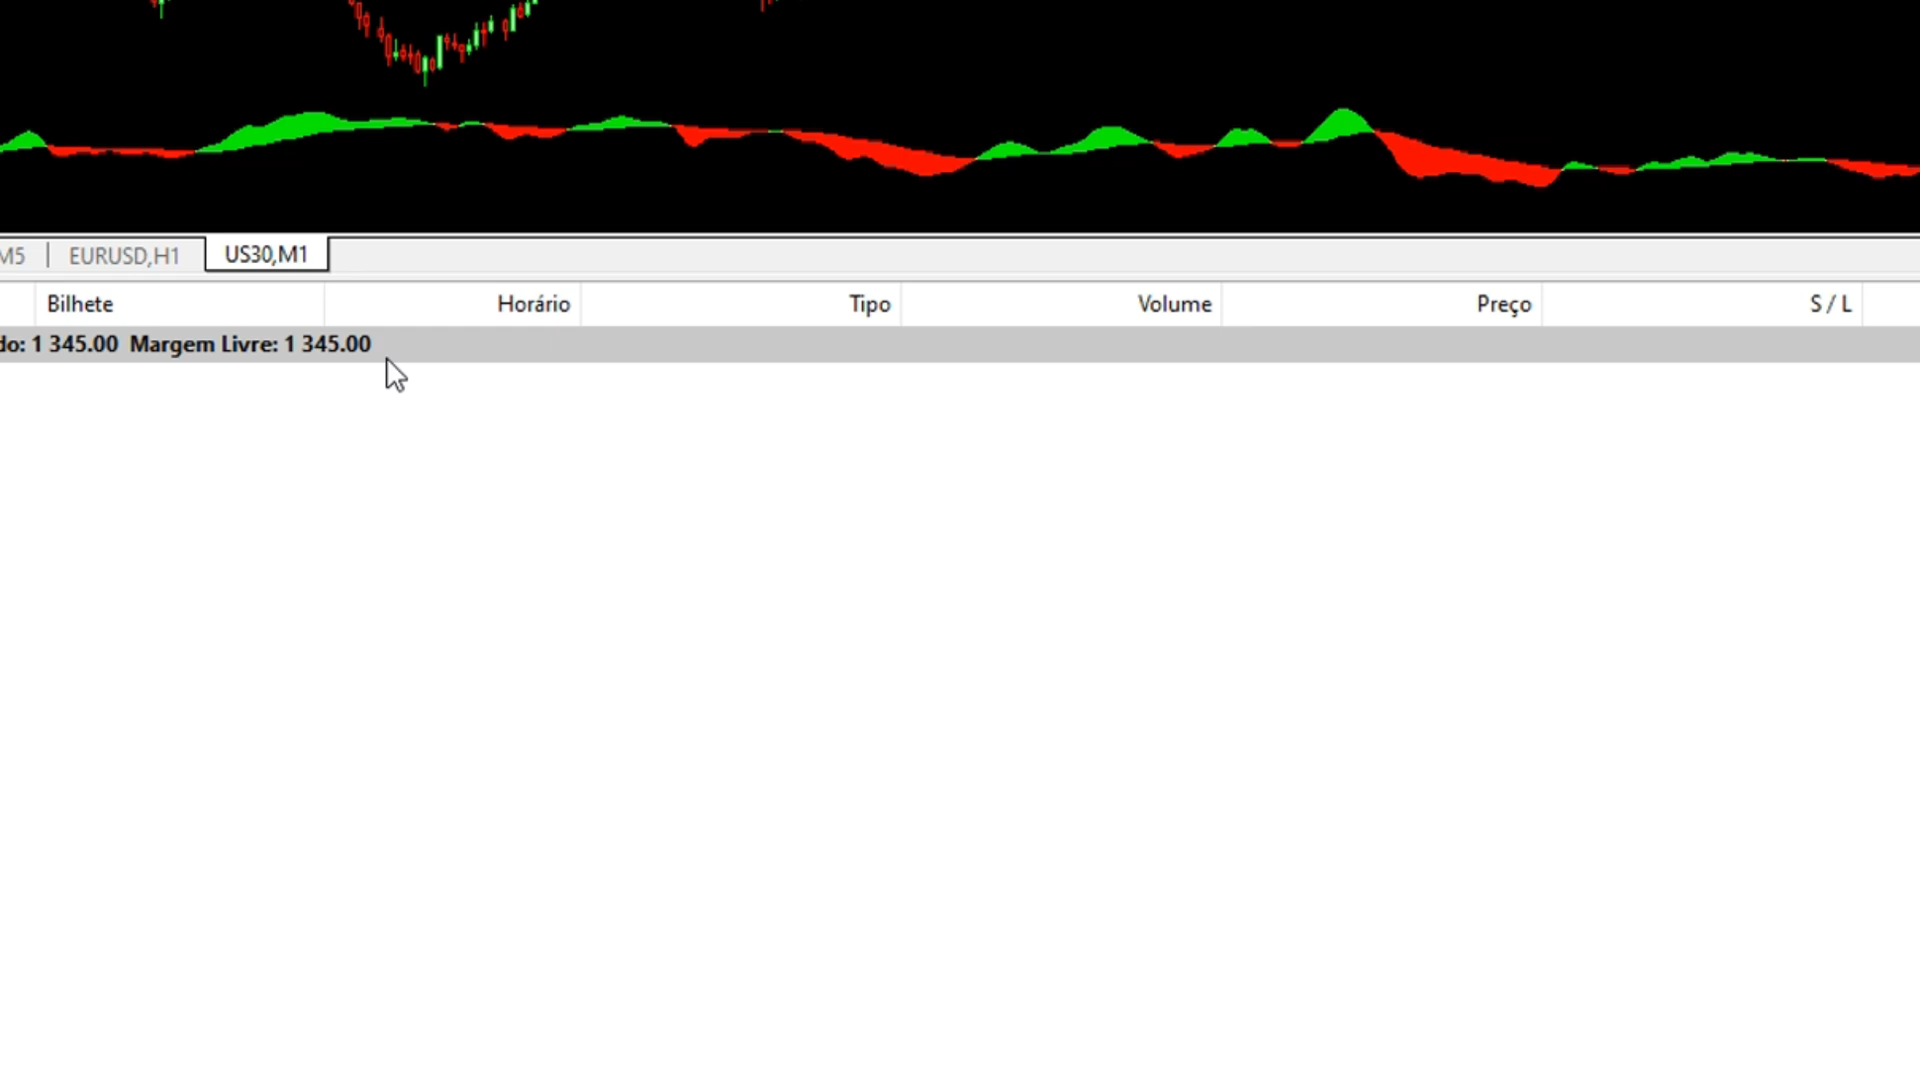 M5 | EURUSD,H1 US30,M1
Bilhete Horário Tipo Volume Preço S / L
do: 1 345.00 Margem Livre: 1 345.00